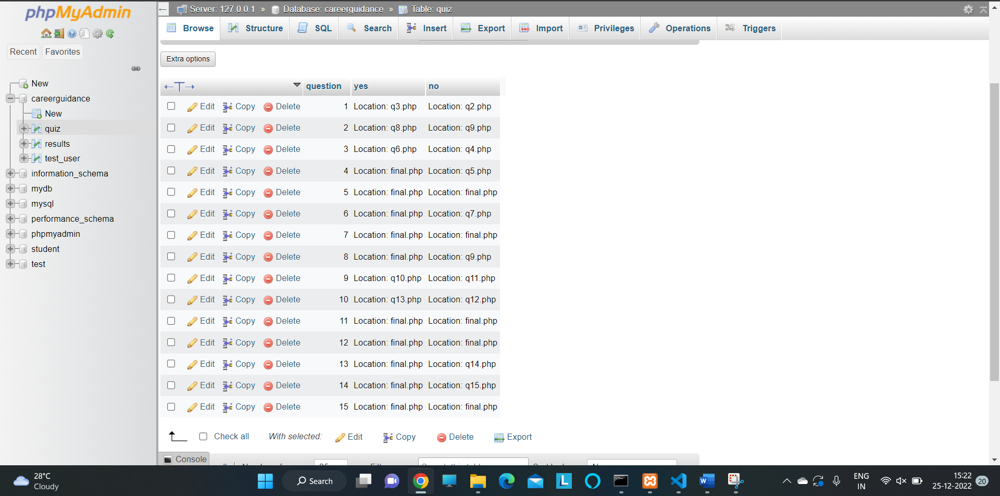 phpMyAdmin
Recent Favorites
New
careerguidance
New
quiz
results
test_user
information_schema
mydb
mysql
performance_schema
phpmyadmin
student
test
Server: 127.0.0.1 » Database: careerguidance » Table: quiz
Browse Structure SQL Search Insert Export Import Privileges Operations Triggers
Extra options
question yes no
Edit Copy Delete 1 Location: q3.php Location: q2.php
Edit Copy Delete 2 Location: q8.php Location: q9.php
Edit Copy Delete 3 Location: q6.php Location: q4.php
Edit Copy Delete 4 Location: final.php Location: q5.php
Edit Copy Delete 5 Location: final.php Location: final.php
Edit Copy Delete 6 Location: final.php Location: q7.php
Edit Copy Delete 7 Location: final.php Location: final.php
Edit Copy Delete 8 Location: final.php Location: q9.php
Edit Copy Delete 9 Location: q10.php Location: q11.php
Edit Copy Delete 10 Location: q13.php Location: q12.php
Edit Copy Delete 11 Location: final.php Location: final.php
Edit Copy Delete 12 Location: final.php Location: final.php
Edit Copy Delete 13 Location: final.php Location: q14.php
Edit Copy Delete 14 Location: final.php Location: q15.php
Edit Copy Delete 15 Location: final.php Location: final.php
Check all With selected: Edit Copy Delete Export
Console
28°C
Cloudy
Search
ENG
IN
15:22
25-12-2022
20